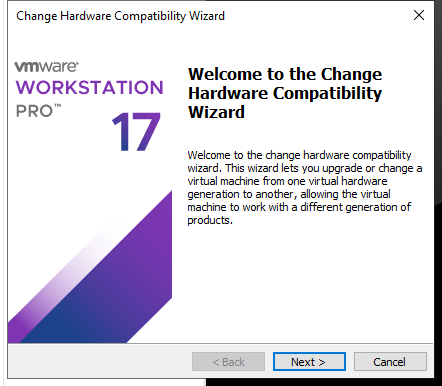 Change Hardware Compatibility Wizard
vmware®
WORKSTATION
PRO™
17
Welcome to the Change
Hardware Compatibility
Wizard
Welcome to the change hardware compatibility
wizard. This wizard lets you upgrade or change a
virtual machine from one virtual hardware
generation to another, allowing the virtual
machine to work with a different generation of
products.
< Back
Next >
Cancel